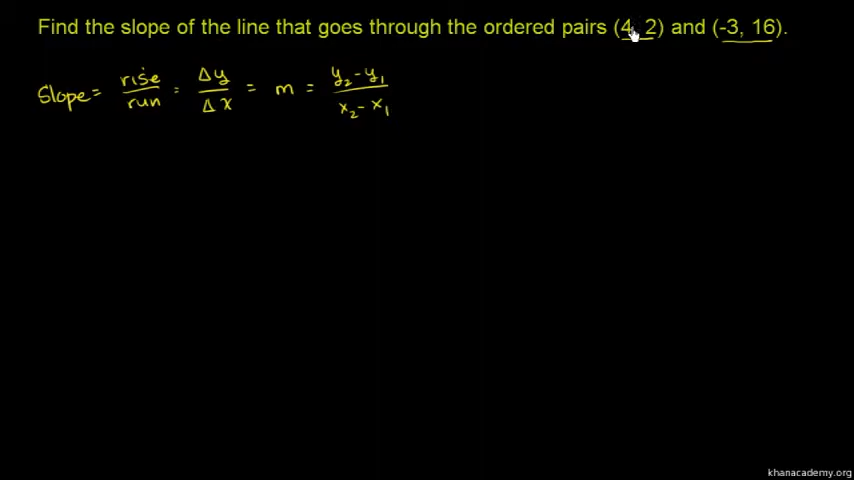 Find the slope of the line that goes through the ordered pairs (4, 2) and (-3, 16).
Slope = rise/run = Δy/Δx = m = y₂-y₁/x₂-x₁
khanacademy.org